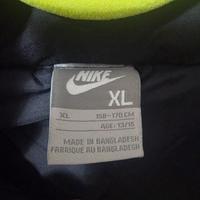 NIKE
XL
XL 158-170 CM
AGE: 13/15
MADE IN BANGLADESH
FABRIQUE AU BANGLADESH